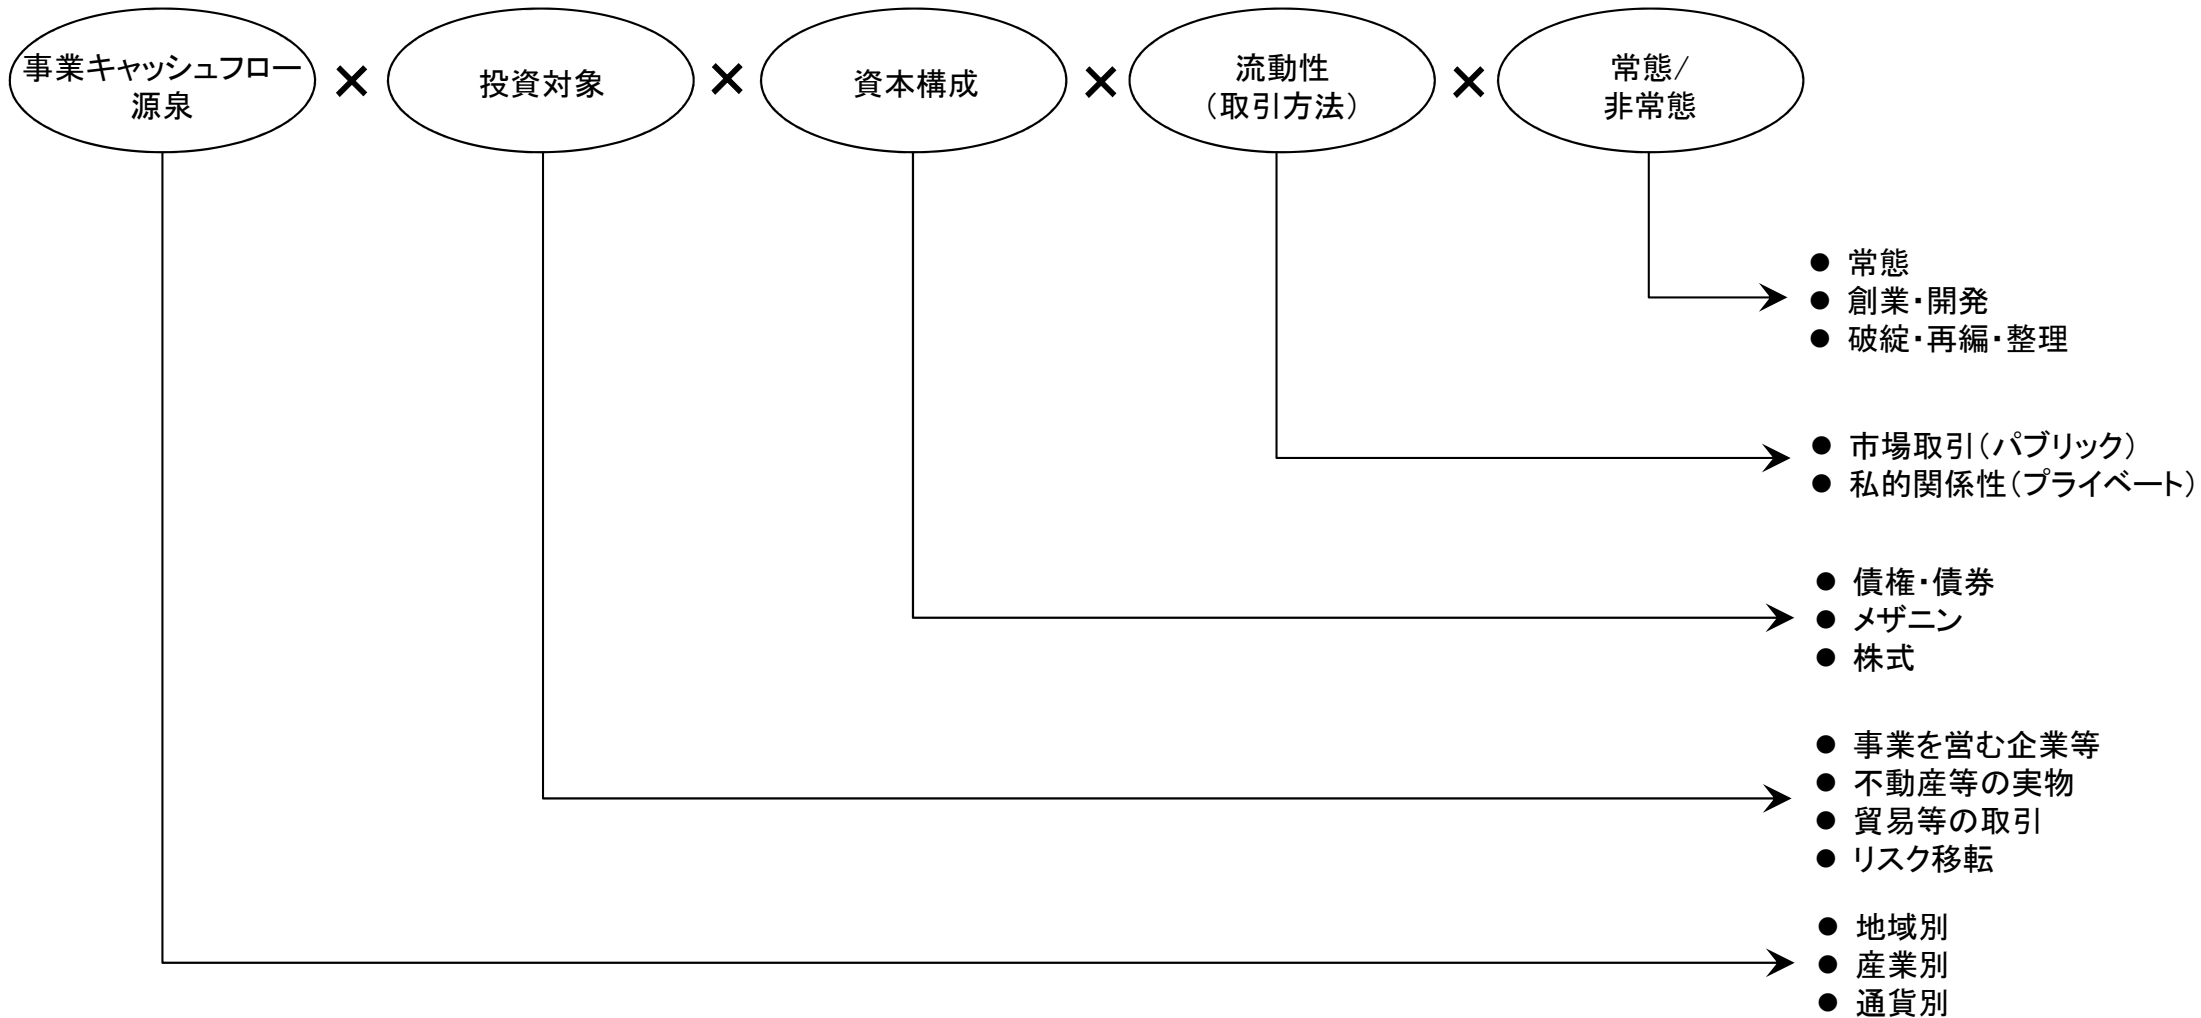 事業キャッシュフロー
源泉
×
投資対象
×
資本構成
×
流動性
（取引方法）
×
常態/
非常態
● 常態
● 創業・開発
● 破綻・再編・整理
● 市場取引（パブリック）
● 私的関係性（プライベート）
● 債権・債券
● メザニン
● 株式
● 事業を営む企業等
● 不動産等の実物
● 貿易等の取引
● リスク移転
● 地域別
● 産業別
● 通貨別